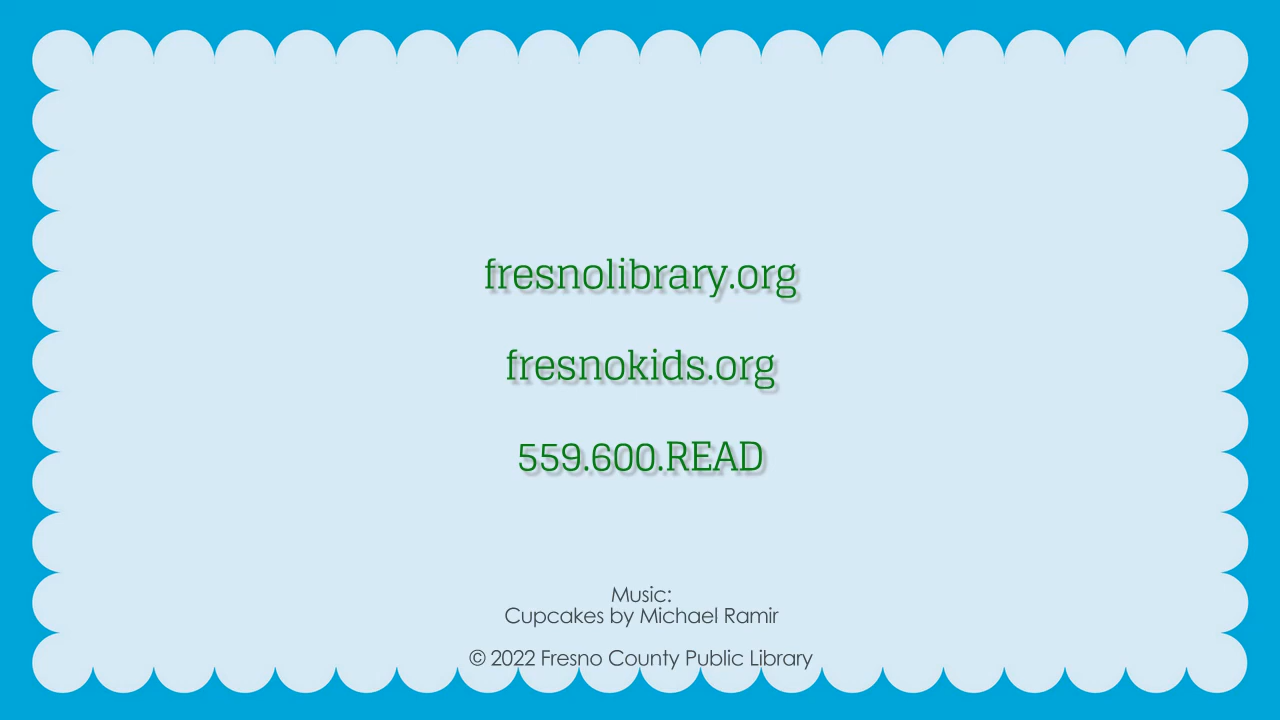 fresnolibrary.org
fresnokids.org
559.600.READ
Music:
Cupcakes by Michael Ramir
© 2022 Fresno County Public Library